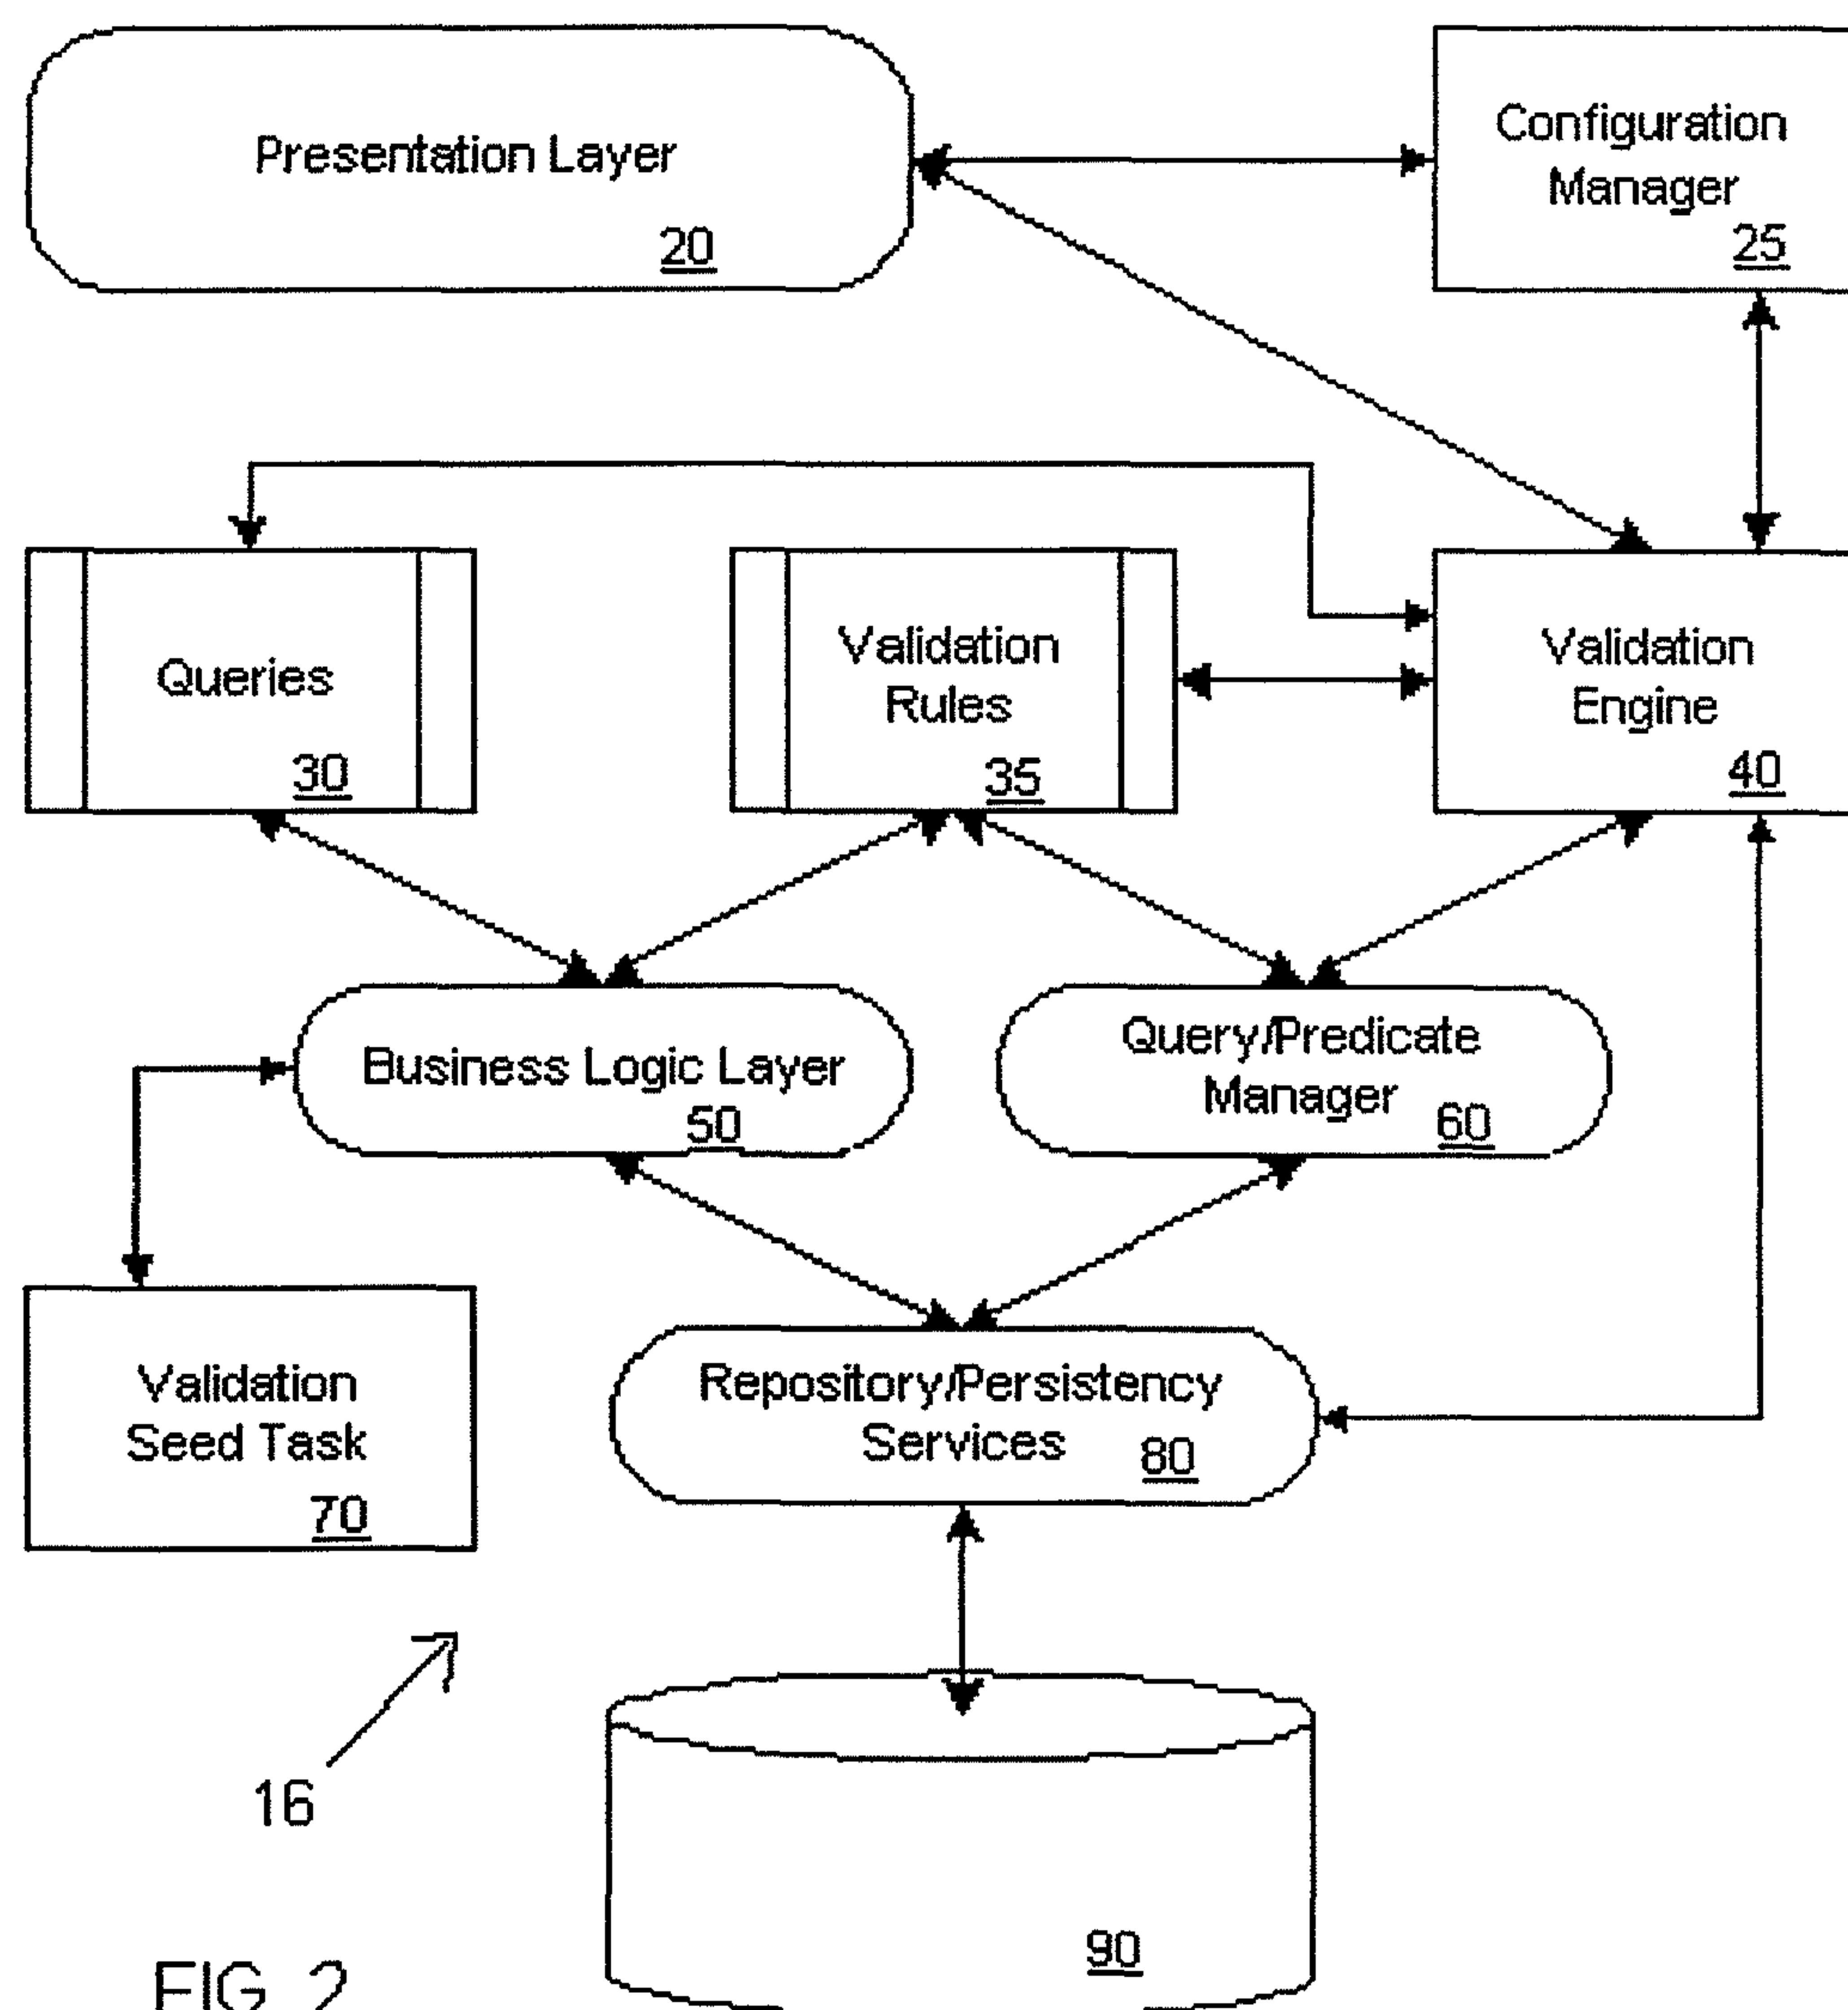 Presentation Layer
20
Configuration
Manager
25
Queries
30
Validation
Rules
35
Validation
Engine
40
Business Logic Layer
50
Query/Predicate
Manager
60
Validation
Seed Task
70
Repository/Persistency
Services
80
16
90
FIG. 2